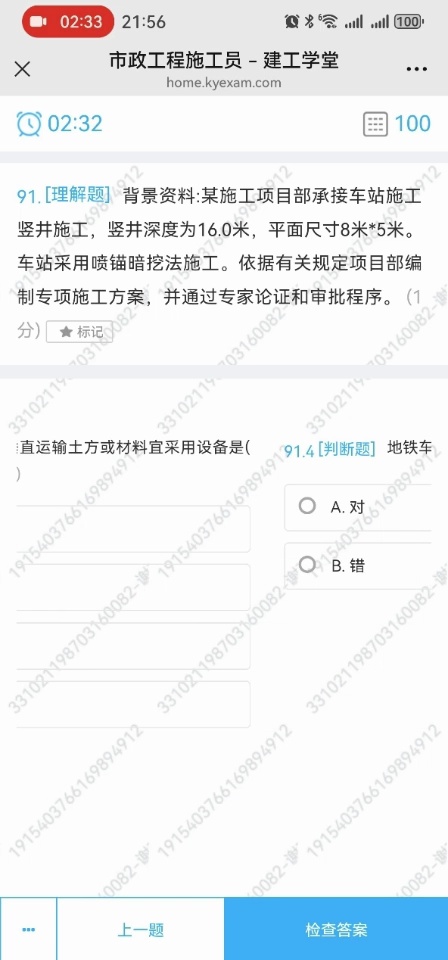 02:33 21:56 6 100
市政工程施工员 – 建工学堂
home.kyexam.com
02:32 100
91. [理解题] 背景资料:某施工项目部承接车站施工
竖井施工，竖井深度为16.0米，平面尺寸8米*5米。
车站采用喷锚暗挖法施工。依据有关规定项目部编
制专项施工方案，并通过专家论证和审批程序。(1
分) ★ 标记
直运输土方或材料宜采用设备是(
)
91.4 [判断题] 地铁车
A. 对
B. 错
331021198703160082-谢
1915403766169894912
上一题
检查答案